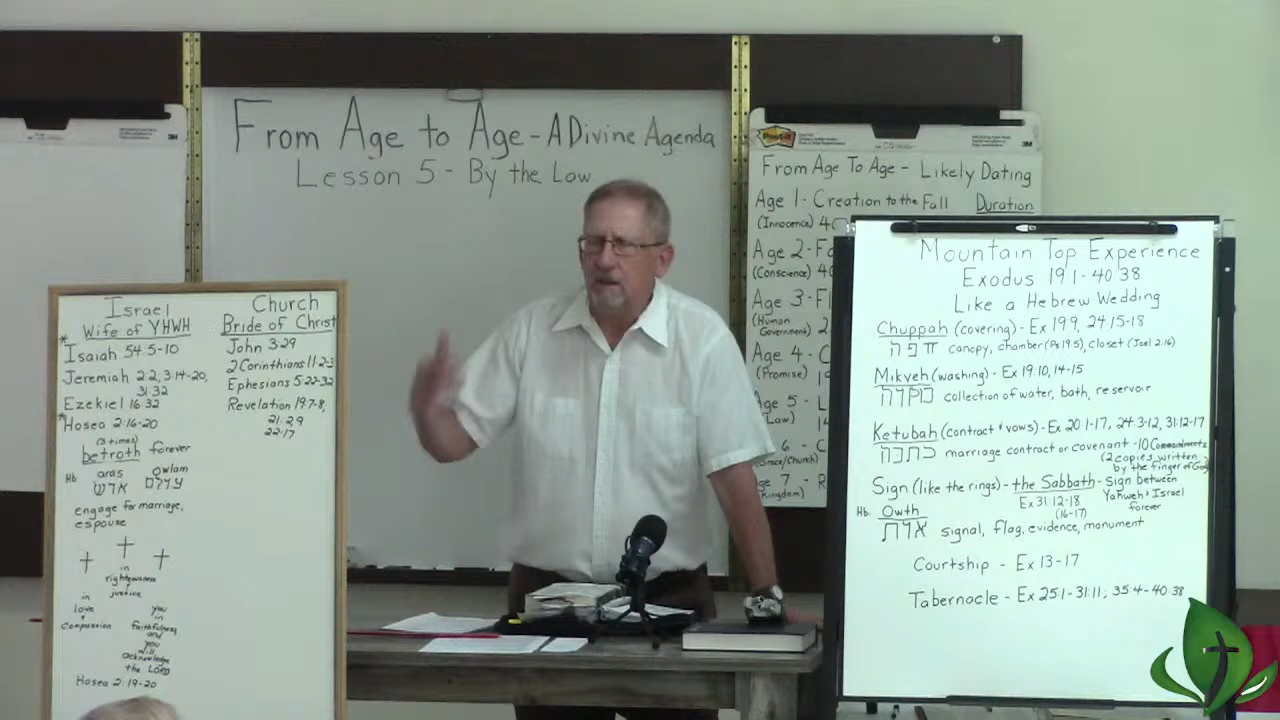 From Age to Age - A Divine Agenda
Lesson 5 - By the Law
Israel
Wife of YHWH
* Isaiah 54:5-10
Jeremiah 2:2, 3:14-20,
31:32
Ezekiel 16:32
* Hosea 2:16-20
(3 times)
betroth forever
Hb. aras owlam
engage for marriage,
espouse
in
righteousness
+
justice
in
love
+
compassion
you
in
faithfulness
and
you
will
acknowledge
the LORD
Hosea 2:19-20
Church
Bride of Christ
John 3:29
2 Corinthians 11:2-3
Ephesians 5:22-32
Revelation 19:7-8,
21:2,9
22:17
Post-it
From Age To Age - Likely Dating
Age 1 - Creation to the Fall Duration
(Innocence)
Age 2 -
(Conscience)
Age 3 -
(Human
Government)
Age 4 -
(Promise)
Age 5 -
Law)
6 -
Grace/Church)
ge 7 -
Kingdom)
3M
Mountain Top Experience
Exodus 19:1-40:38
Like a Hebrew Wedding
Chuppah (covering) - Ex 19:9, 24:15-18
חפה canopy, chamber (Ps 19:5), closet (Joel 2:16)
Mikveh (washing) - Ex 19:10, 14-15
collection of water, bath, reservoir
Ketubah (contract + vows) - Ex 20:1-17, 24:3-12, 31:12-17
כתבה marriage contract or covenant - 10 Commandments
(2 copies written
by the finger of God)
Sign (like the rings) - the Sabbath - sign between
Ex 31:12-18 Yahweh + Israel
(16-17) forever
Hb. Owth
אות signal, flag, evidence, monument
Courtship - Ex 13-17
Tabernacle - Ex 25:1-31:11, 35:4-40:38